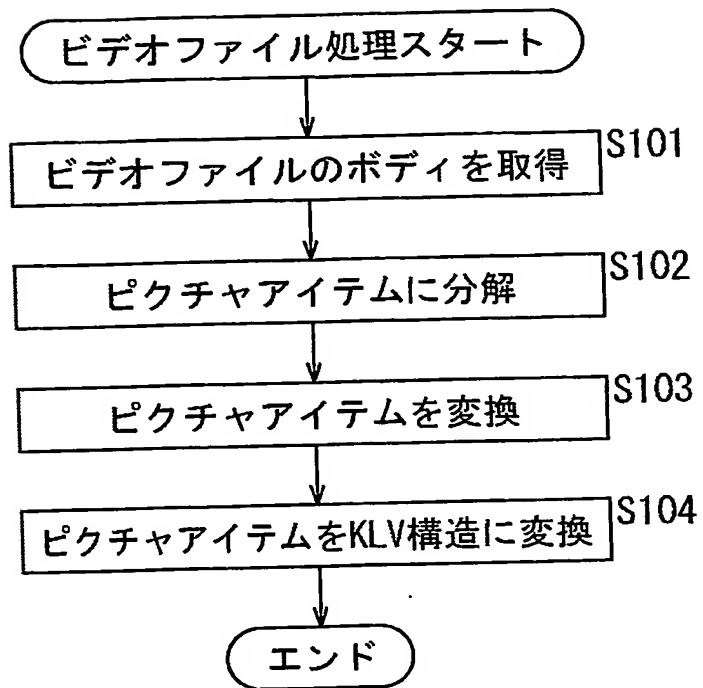 ビデオファイル処理スタート
ビデオファイルのボディを取得
S101
ピクチャアイテムに分解
S102
ピクチャアイテムを変換
S103
ピクチャアイテムをKLV構造に変換
S104
エンド